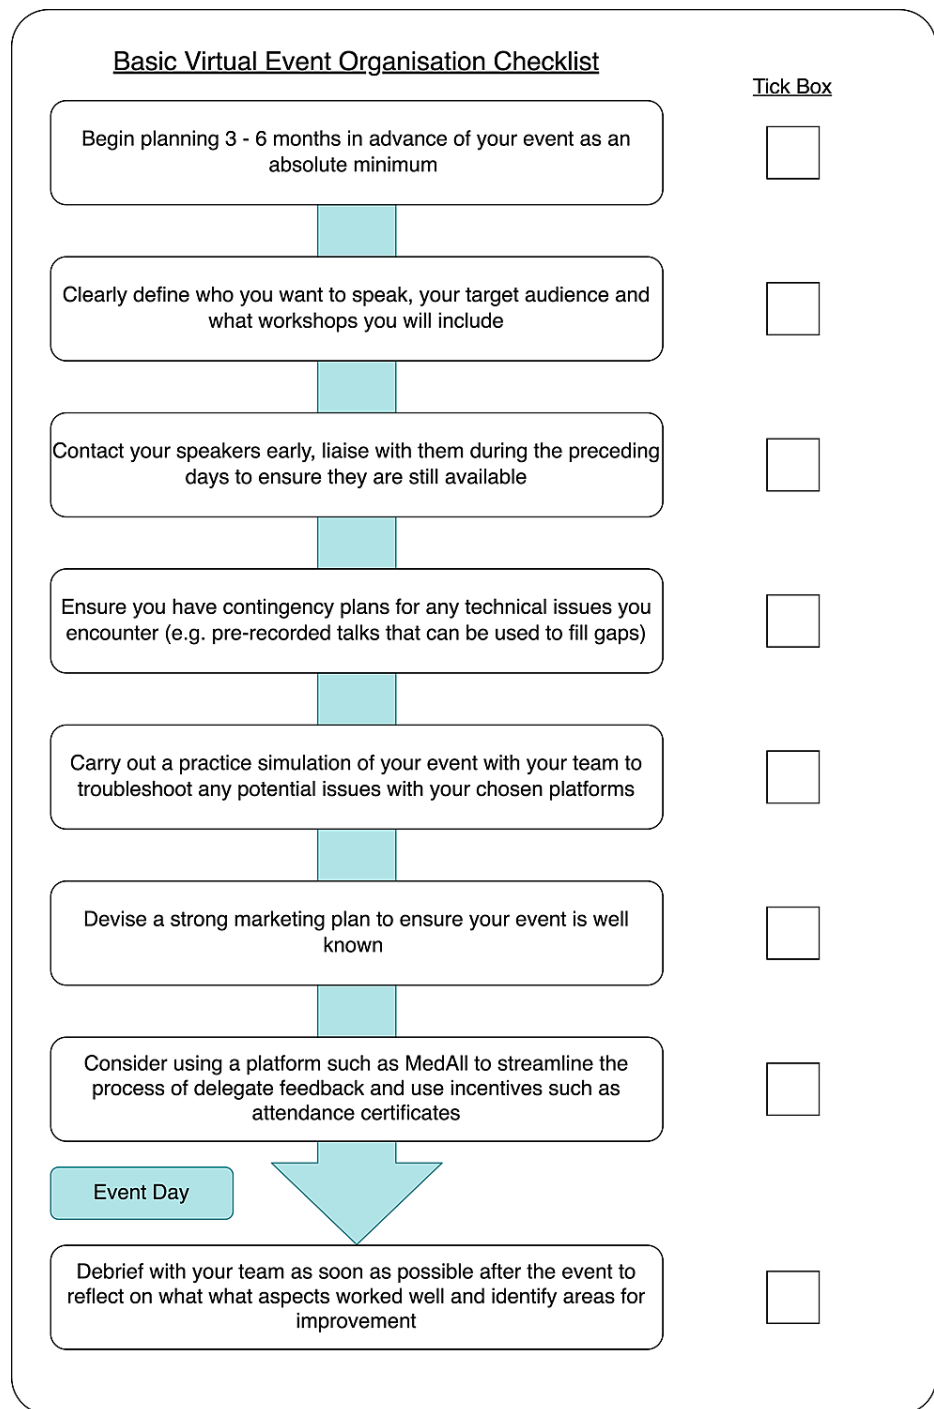 Basic Virtual Event Organisation Checklist
Tick Box
Begin planning 3 - 6 months in advance of your event as an
absolute minimum
Clearly define who you want to speak, your target audience and
what workshops you will include
Contact your speakers early, liaise with them during the preceding
days to ensure they are still available
Ensure you have contingency plans for any technical issues you
encounter (e.g. pre-recorded talks that can be used to fill gaps)
Carry out a practice simulation of your event with your team to
troubleshoot any potential issues with your chosen platforms
Devise a strong marketing plan to ensure your event is well
known
Consider using a platform such as MedAll to streamline the
process of delegate feedback and use incentives such as
attendance certificates
Event Day
Debrief with your team as soon as possible after the event to
reflect on what what aspects worked well and identify areas for
improvement